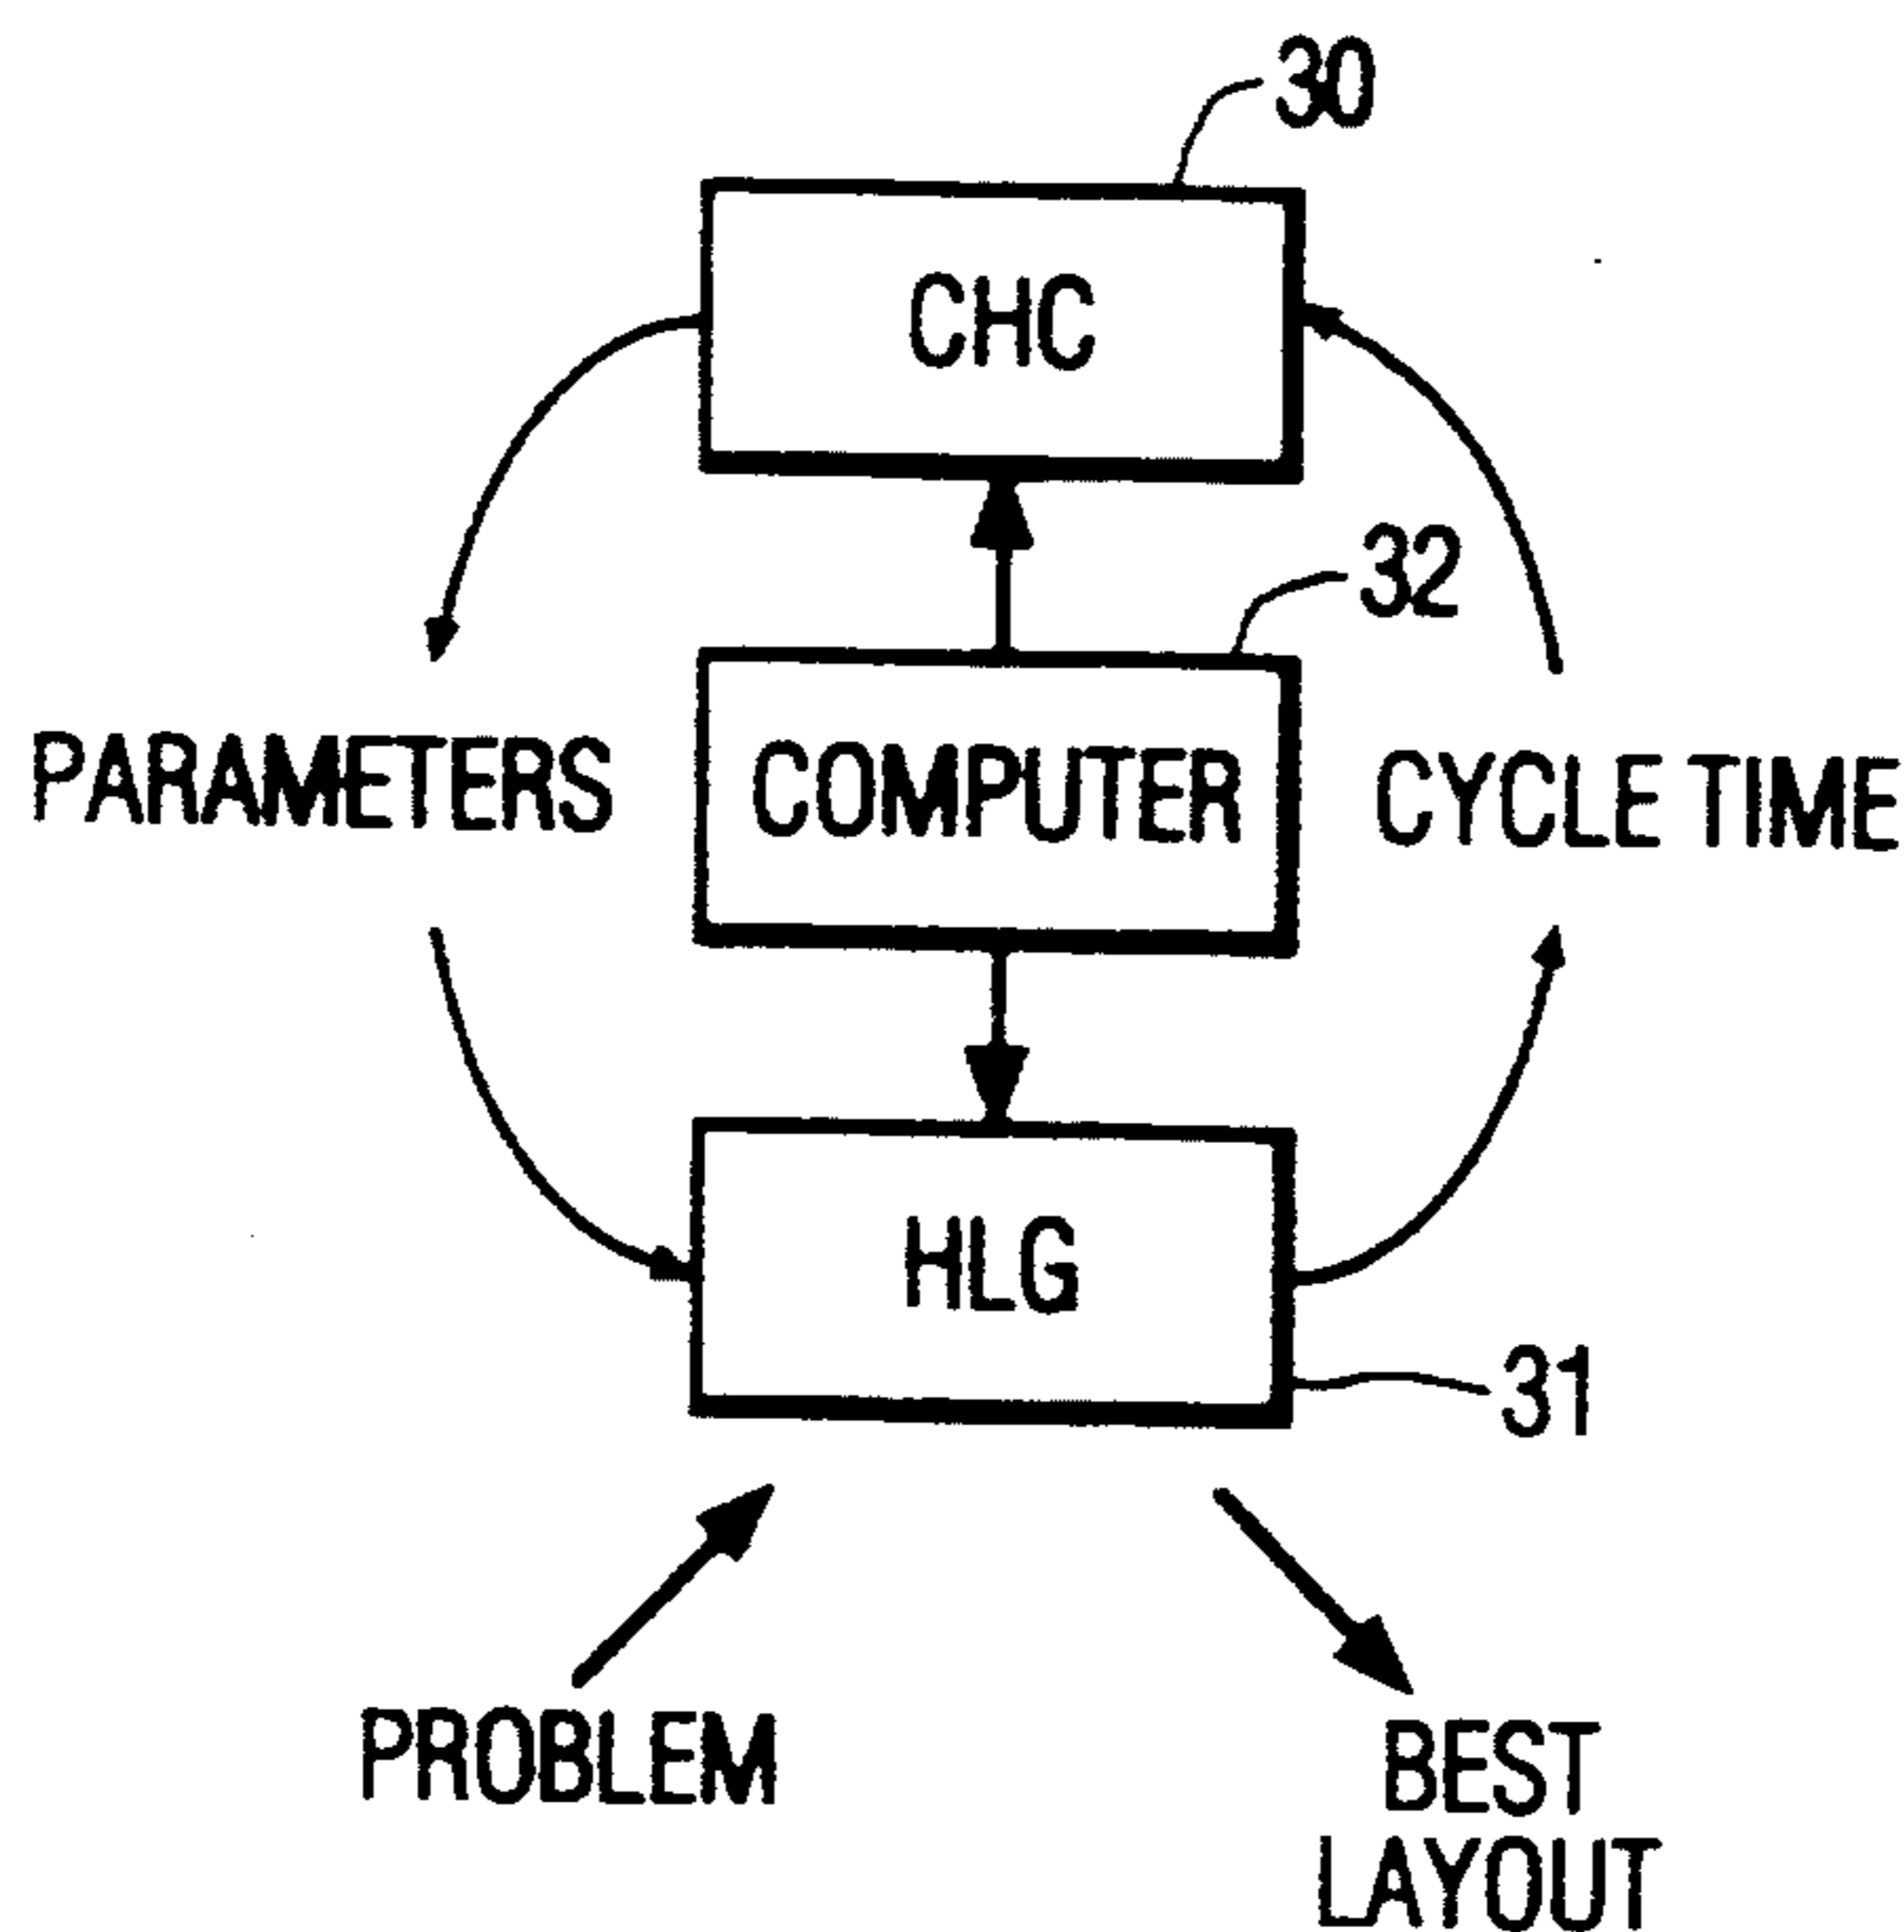 30
CHC
32
PARAMETERS
COMPUTER
CYCLE TIME
HLG
31
PROBLEM
BEST
LAYOUT